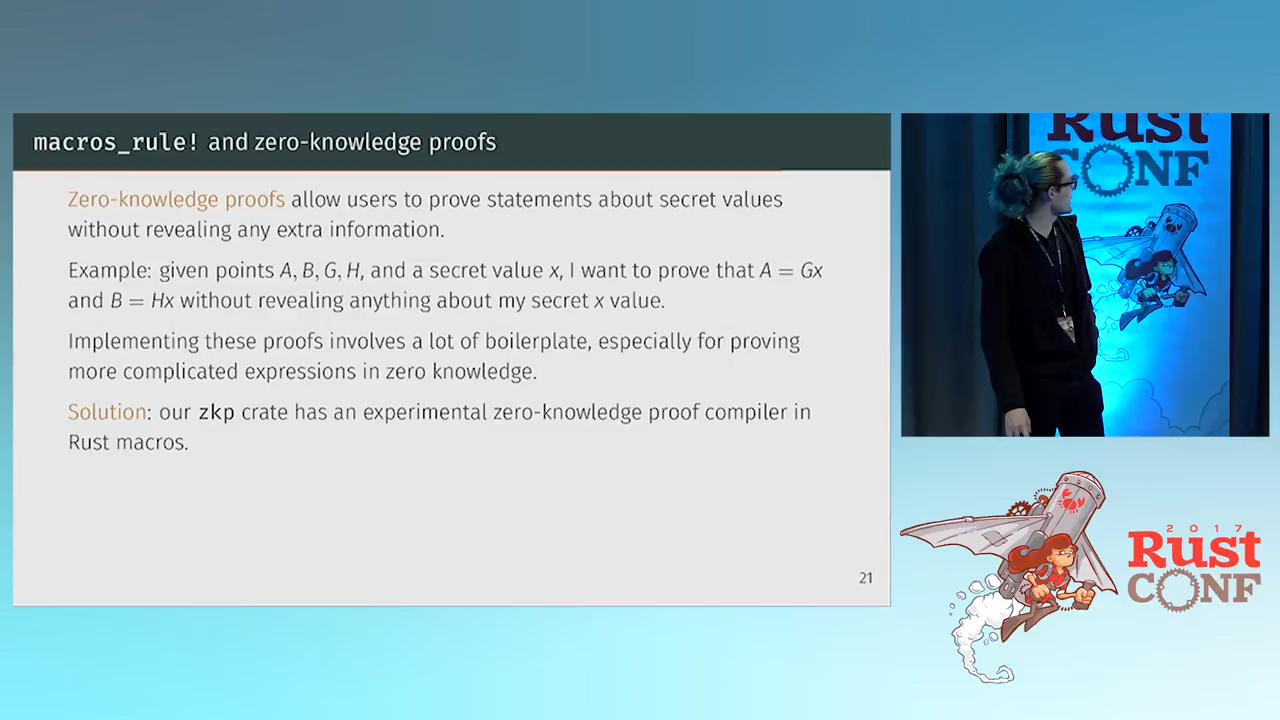 macros_rule! and zero-knowledge proofs
Zero-knowledge proofs allow users to prove statements about secret values
without revealing any extra information.
Example: given points A, B, G, H, and a secret value x, I want to prove that A = Gx
and B = Hx without revealing anything about my secret x value.
Implementing these proofs involves a lot of boilerplate, especially for proving
more complicated expressions in zero knowledge.
Solution: our zkp crate has an experimental zero-knowledge proof compiler in
Rust macros.
21
Rust
CONF
2017
Rust
CONF